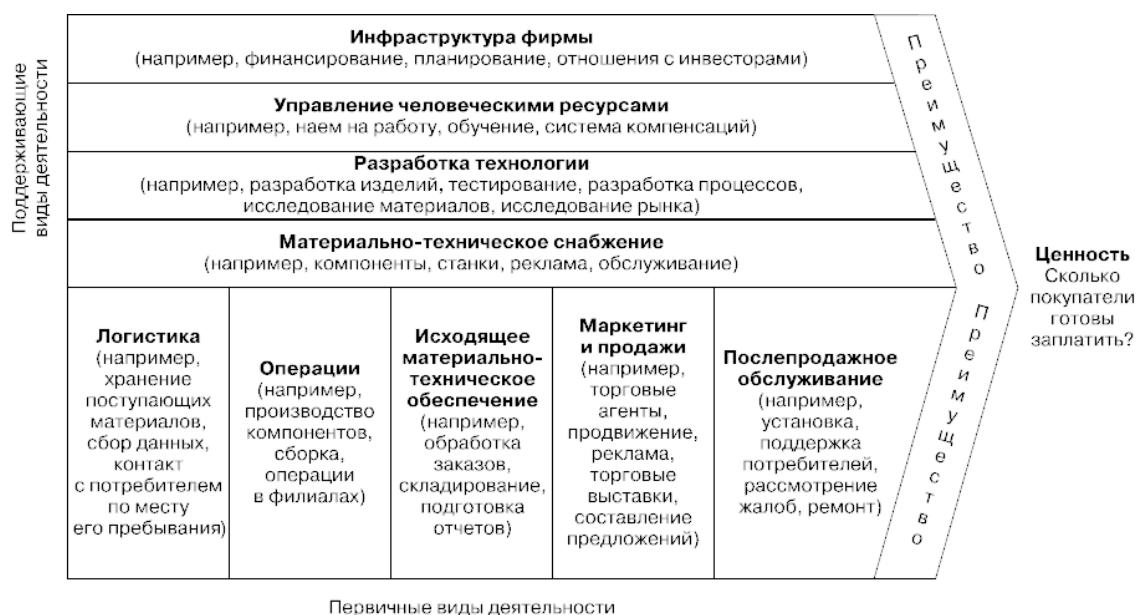 Поддерживающие
виды деятельности
Инфраструктура фирмы
(например, финансирование, планирование, отношения с инвесторами)
Управление человеческими ресурсами
(например, наем на работу, обучение, система компенсаций)
Разработка технологии
(например, разработка изделий, тестирование, разработка процессов,
исследование материалов, исследование рынка)
Материально-техническое снабжение
(например, компоненты, станки, реклама, обслуживание)
Логистика
(например,
хранение
поступающих
материалов,
сбор данных,
контакт
с потребителем
по месту
его пребывания)
Операции
(например,
производство
компонентов,
сборка,
операции
в филиалах)
Исходящее
материально-
техническое
обеспечение
(например,
обработка
заказов,
складирование,
подготовка
отчетов)
Маркетинг
и продажи
(например,
торговые
агенты,
продвижение,
реклама,
торговые
выставки,
составление
предложений)
Послепродажное
обслуживание
(например,
установка,
поддержка
потребителей,
рассмотрение
жалоб, ремонт)
Преимущество
Преимущество
Ценность
Сколько
покупатели
готовы
заплатить?
Первичные виды деятельности